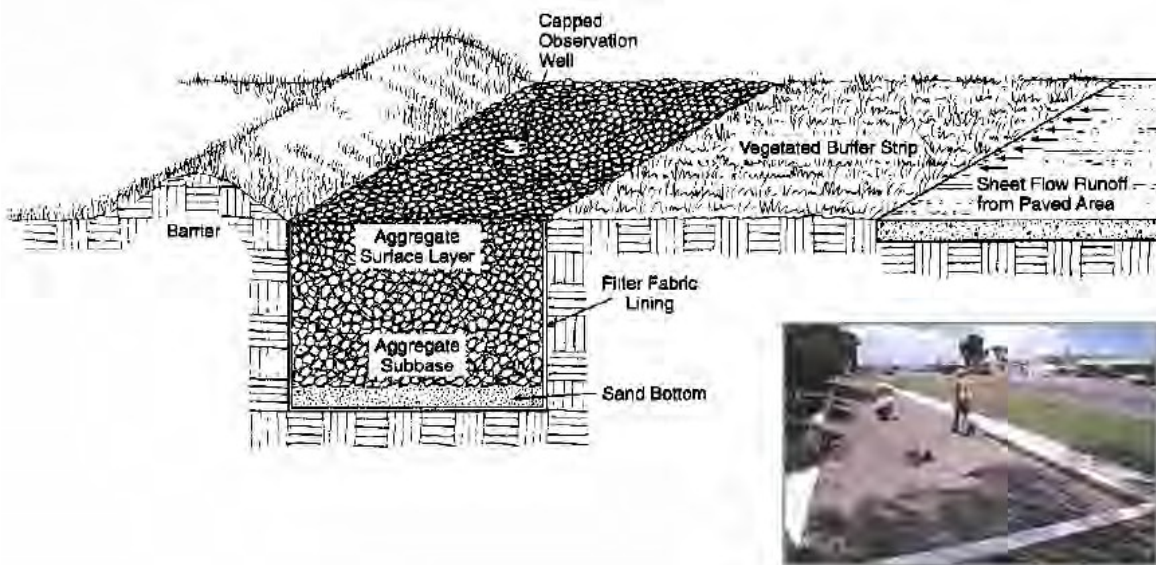 Capped
Observation
Well
Vegetated Buffer Strip
Sheet Flow Runoff
from Paved Area
Barrier
Aggregate
Surface Layer
Filter Fabric
Lining
Aggregate
Subbase
Sand Bottom